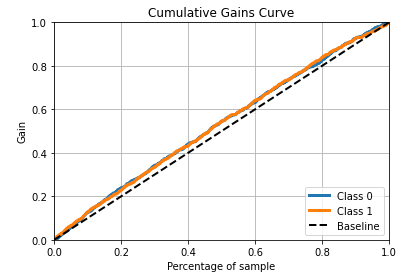 Cumulative Gains Curve
Gain
1.0
0.8
0.6
0.4
0.2
0.0
0.0 0.2 0.4 0.6 0.8 1.0
Percentage of sample
Class 0
Class 1
Baseline